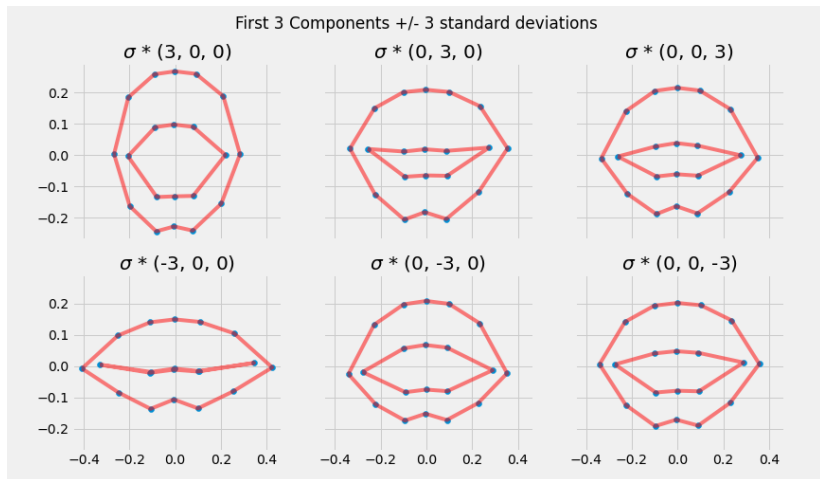 First 3 Components +/- 3 standard deviations
σ * (3, 0, 0)
σ * (0, 3, 0)
σ * (0, 0, 3)
0.2
0.1
0.0
−0.1
−0.2
σ * (-3, 0, 0)
σ * (0, -3, 0)
σ * (0, 0, -3)
0.2
0.1
0.0
−0.1
−0.2
−0.4 −0.2 0.0 0.2 0.4
−0.4 −0.2 0.0 0.2 0.4
−0.4 −0.2 0.0 0.2 0.4